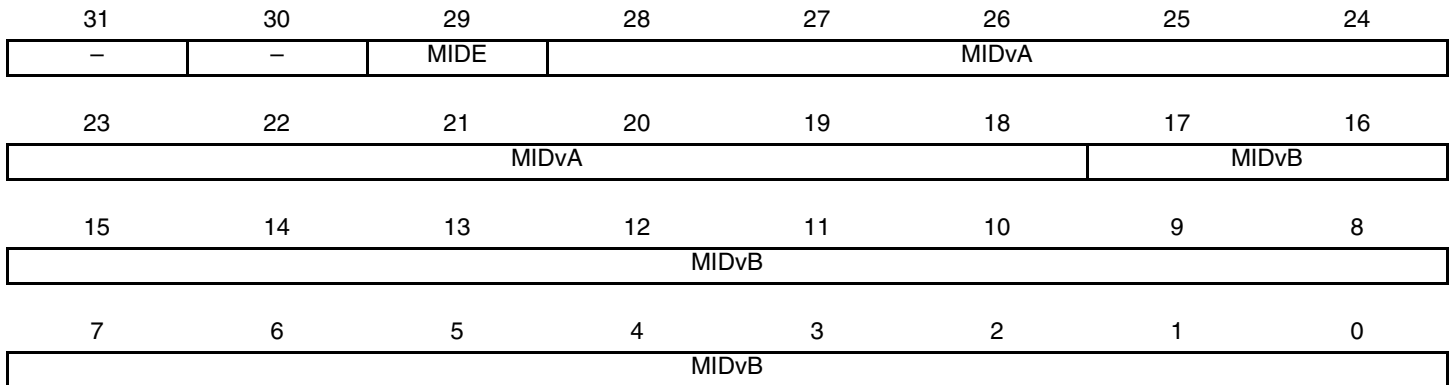 31 30 29 28 27 26 25 24
– – MIDE MIDvA
23 22 21 20 19 18 17 16
MIDvA MIDvB
15 14 13 12 11 10 9 8
MIDvB
7 6 5 4 3 2 1 0
MIDvB